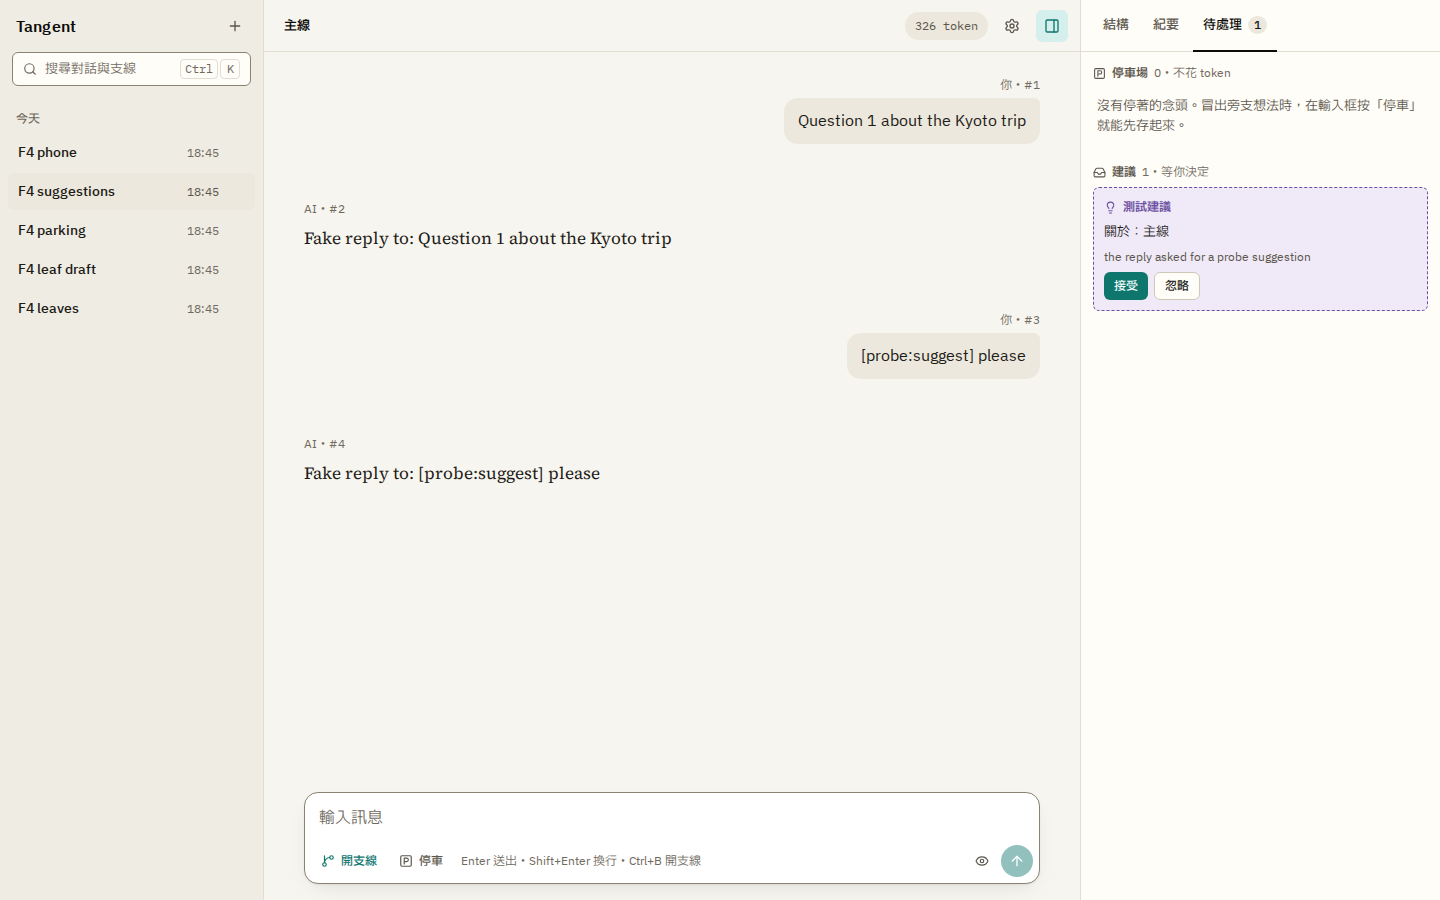 Tangent
搜尋對話與支線 Ctrl K
今天
F4 phone 18:45
F4 suggestions 18:45
F4 parking 18:45
F4 leaf draft 18:45
F4 leaves 18:45
主線 326 token
你・#1
Question 1 about the Kyoto trip
AI・#2
Fake reply to: Question 1 about the Kyoto trip
你・#3
[probe:suggest] please
AI・#4
Fake reply to: [probe:suggest] please
輸入訊息
開支線 停車 Enter 送出・Shift+Enter 換行・Ctrl+B 開支線
結構 紀要 待處理 1
停車場 0・不花 token
沒有停著的念頭。冒出旁支想法時，在輸入框按「停車」
就能先存起來。
建議 1・等你決定
測試建議
關於：主線
the reply asked for a probe suggestion
接受 忽略